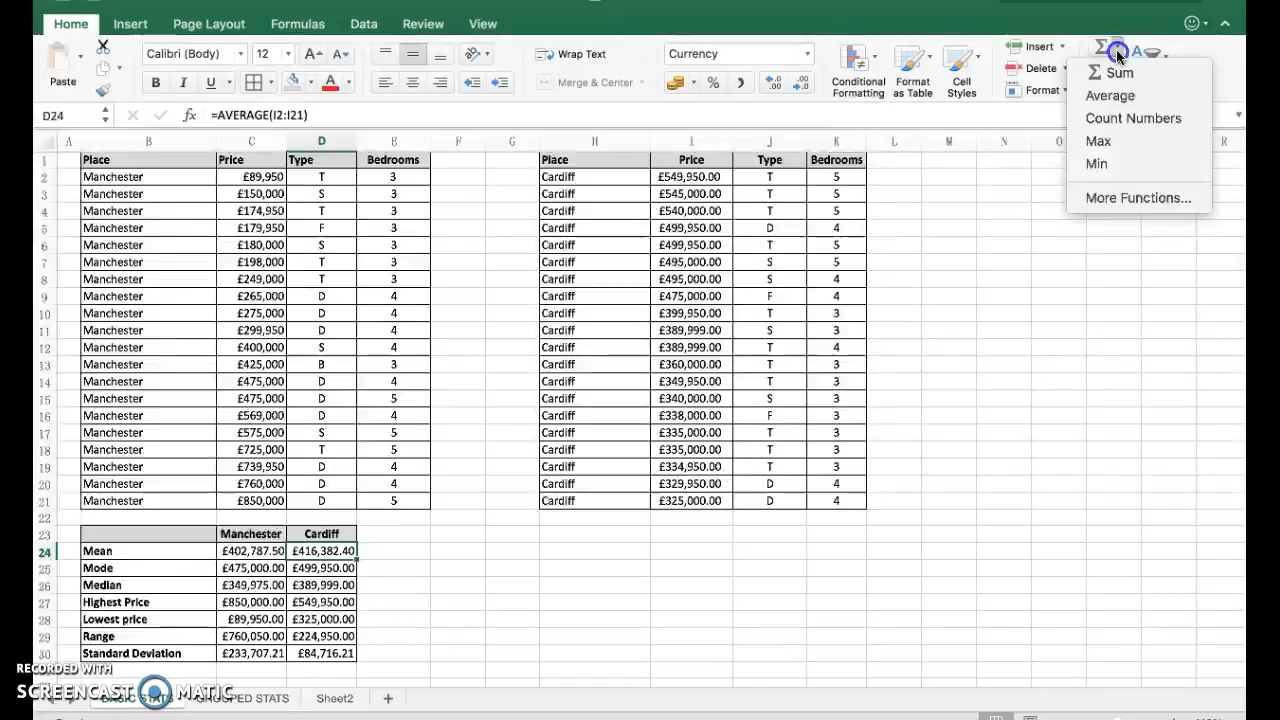 Home Insert Page Layout Formulas Data Review View
Paste
Calibri (Body) 12 A A
B I U A
Wrap Text
Merge & Center
Currency
% )
Conditional Formatting
Format as Table
Cell Styles
Insert
Delete
Format
Σ
Sum
Average
Count Numbers
Max
Min
More Functions...
D24 fx =AVERAGE(I2:I21)
A B C D E F G H I J K L M N O R
1 Place Price Type Bedrooms Place Price Type Bedrooms
2 Manchester £89,950 T 3 Cardiff £549,950.00 T 5
3 Manchester £150,000 S 3 Cardiff £545,000.00 T 5
4 Manchester £174,950 T 3 Cardiff £540,000.00 T 5
5 Manchester £179,950 F 3 Cardiff £499,950.00 D 4
6 Manchester £180,000 S 3 Cardiff £499,950.00 T 5
7 Manchester £198,000 T 3 Cardiff £495,000.00 S 5
8 Manchester £249,000 T 3 Cardiff £495,000.00 S 4
9 Manchester £265,000 D 4 Cardiff £475,000.00 F 4
10 Manchester £275,000 D 4 Cardiff £399,950.00 T 3
11 Manchester £299,950 D 4 Cardiff £389,999.00 S 3
12 Manchester £400,000 S 4 Cardiff £389,999.00 T 4
13 Manchester £425,000 B 3 Cardiff £360,000.00 T 3
14 Manchester £475,000 D 4 Cardiff £349,950.00 T 3
15 Manchester £475,000 D 5 Cardiff £340,000.00 S 3
16 Manchester £569,000 D 4 Cardiff £338,000.00 F 3
17 Manchester £575,000 S 5 Cardiff £335,000.00 T 3
18 Manchester £725,000 T 5 Cardiff £335,000.00 T 3
19 Manchester £739,950 D 4 Cardiff £334,950.00 T 3
20 Manchester £760,000 D 4 Cardiff £329,950.00 D 4
21 Manchester £850,000 D 5 Cardiff £325,000.00 D 4
22
23 Manchester Cardiff
24 Mean £402,787.50 £416,382.40
25 Mode £475,000.00 £499,950.00
26 Median £349,975.00 £389,999.00
27 Highest Price £850,000.00 £549,950.00
28 Lowest price £89,950.00 £325,000.00
29 Range £760,050.00 £224,950.00
30 Standard Deviation £233,707.21 £84,716.21
RECORDED WITH
SCREENCAST MATIC
BASIC STATS GROUPED STATS Sheet2 +